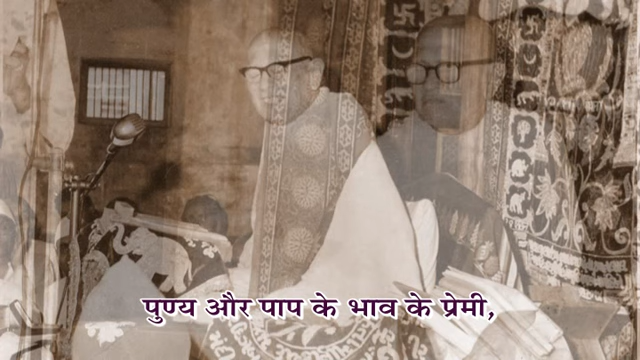 पुण्य और पाप के भाव के प्रेमी,